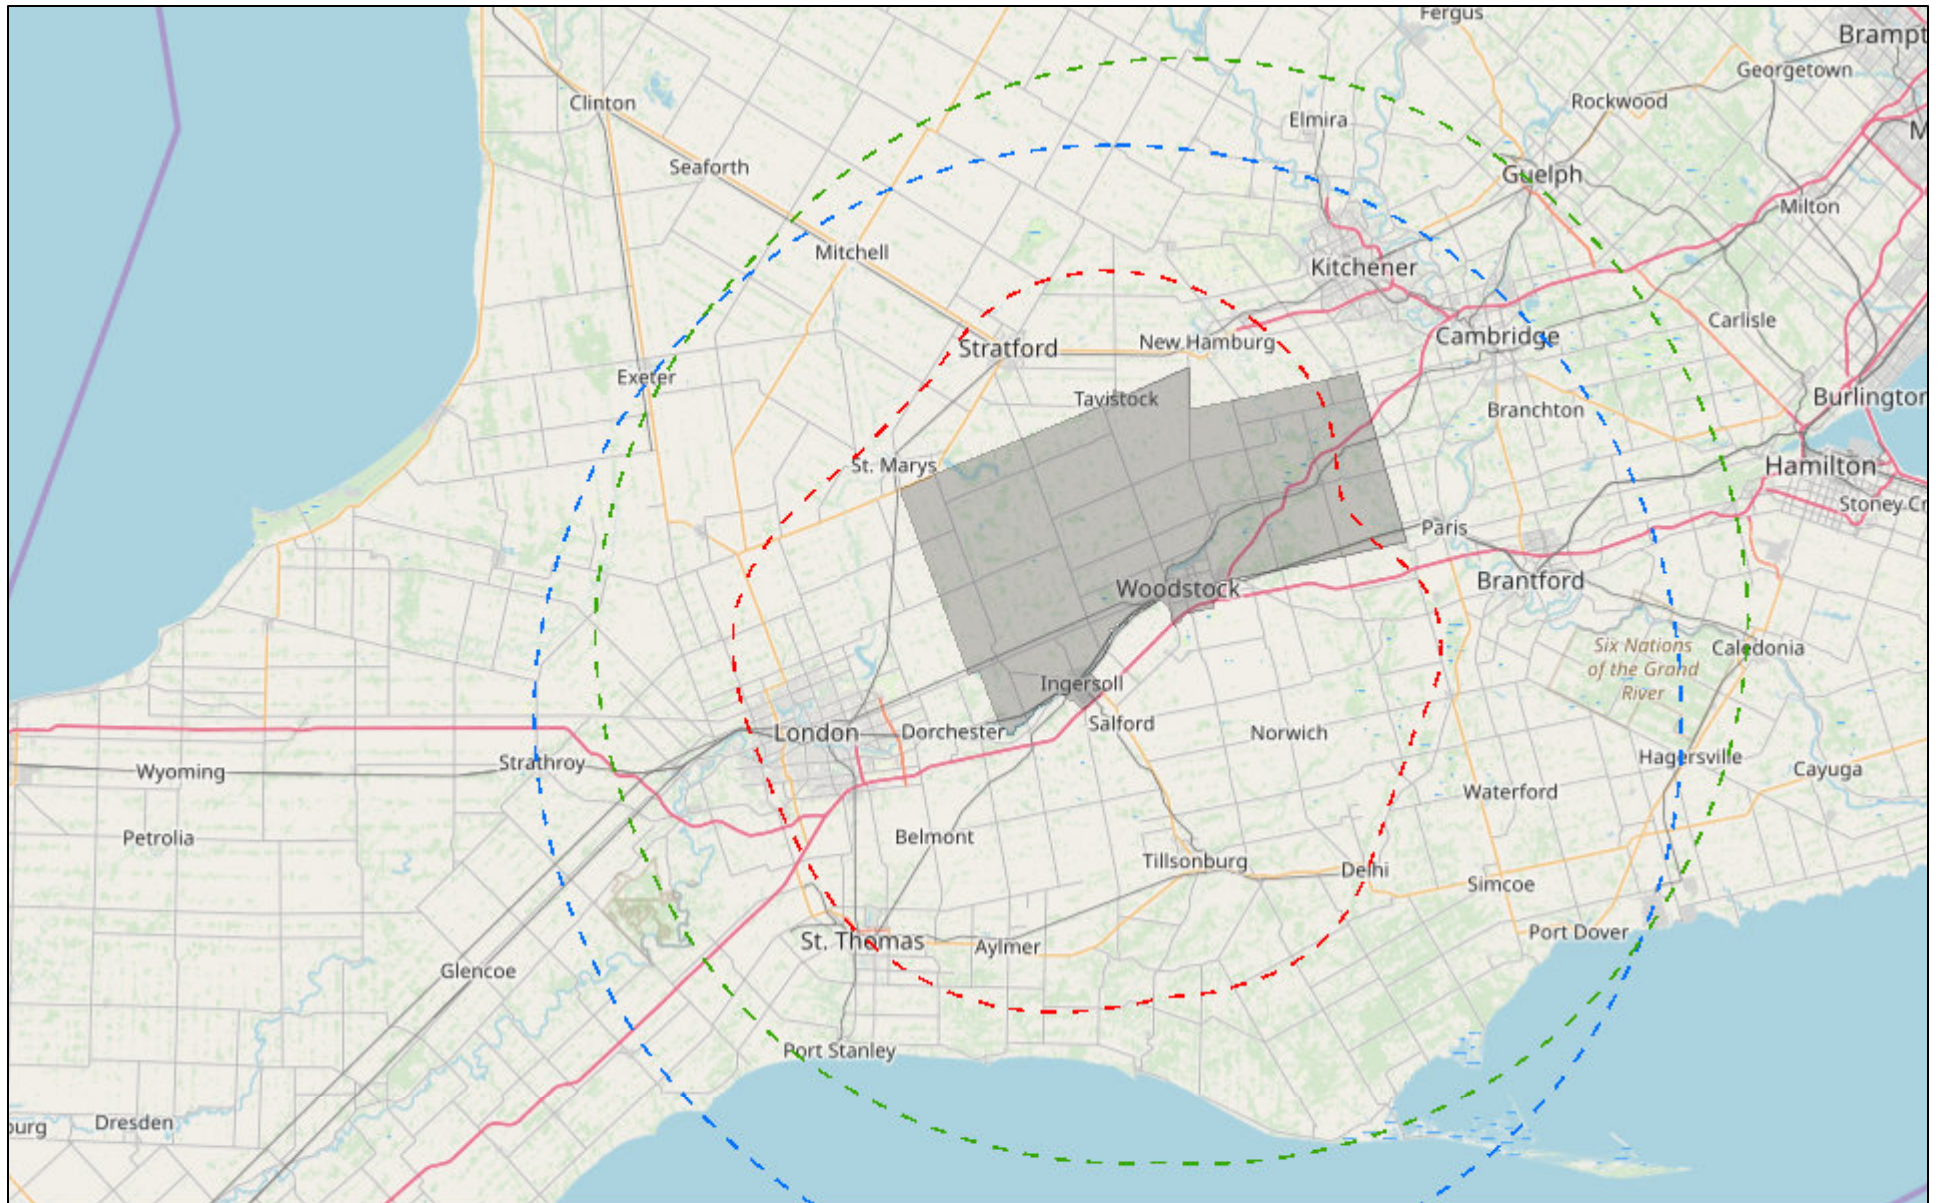 Fergus
Brampt
Georgetown
Clinton
Rockwood
Elmira
M
Seaforth
Guelph
Milton
Mitchell
Kitchener
Carlisle
Cambridge
New Hamburg
Stratford
Exeter
Tavistock
Burlington
Branchton
St. Marys
Hamilton
Stoney Cr
Paris
Brantford
Woodstock
Six Nations
of the Grand
River
Caledonia
Ingersoll
Salford
London
Dorchester
Norwich
Hagersville
Strathroy
Wyoming
Cayuga
Waterford
Petrolia
Belmont
Tillsonburg
Delhi
Simcoe
Port Dover
St. Thomas
Aylmer
Glencoe
Port Stanley
Dresden
ourg